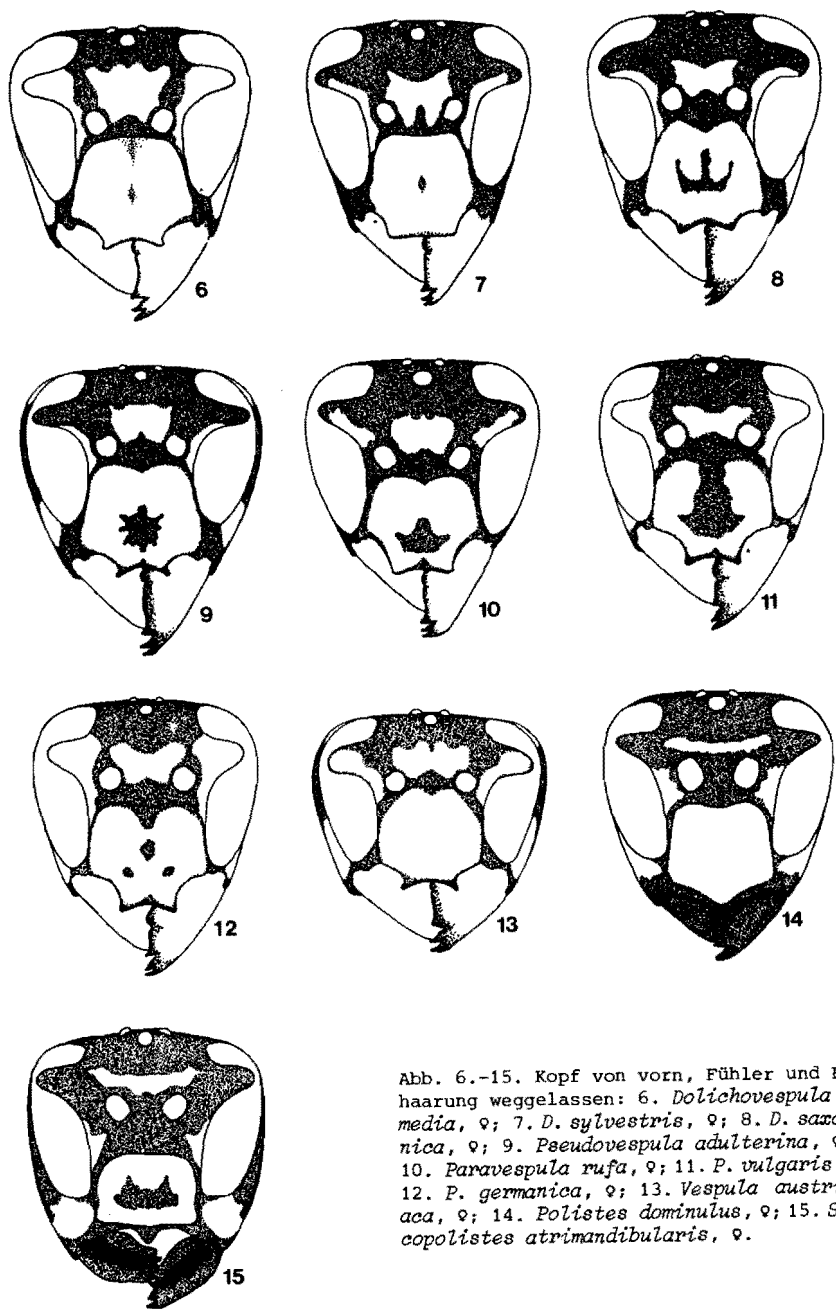 6
7
8
9
10
11
12
13
14
15
Abb. 6.-15. Kopf von vorn, Fühler und
haarung weggelassen: 6. Dolichovespula
media, ♀; 7. D. sylvestris, ♀; 8. D. saxo
nica, ♀; 9. Pseudovespula adulterina,
10. Paravespula rufa, ♀; 11. P. vulgaris
12. P. germanica, ♀; 13. Vespula austri
aca, ♀; 14. Polistes dominulus, ♀; 15. S
copolistes atrimandibularis, ♀.